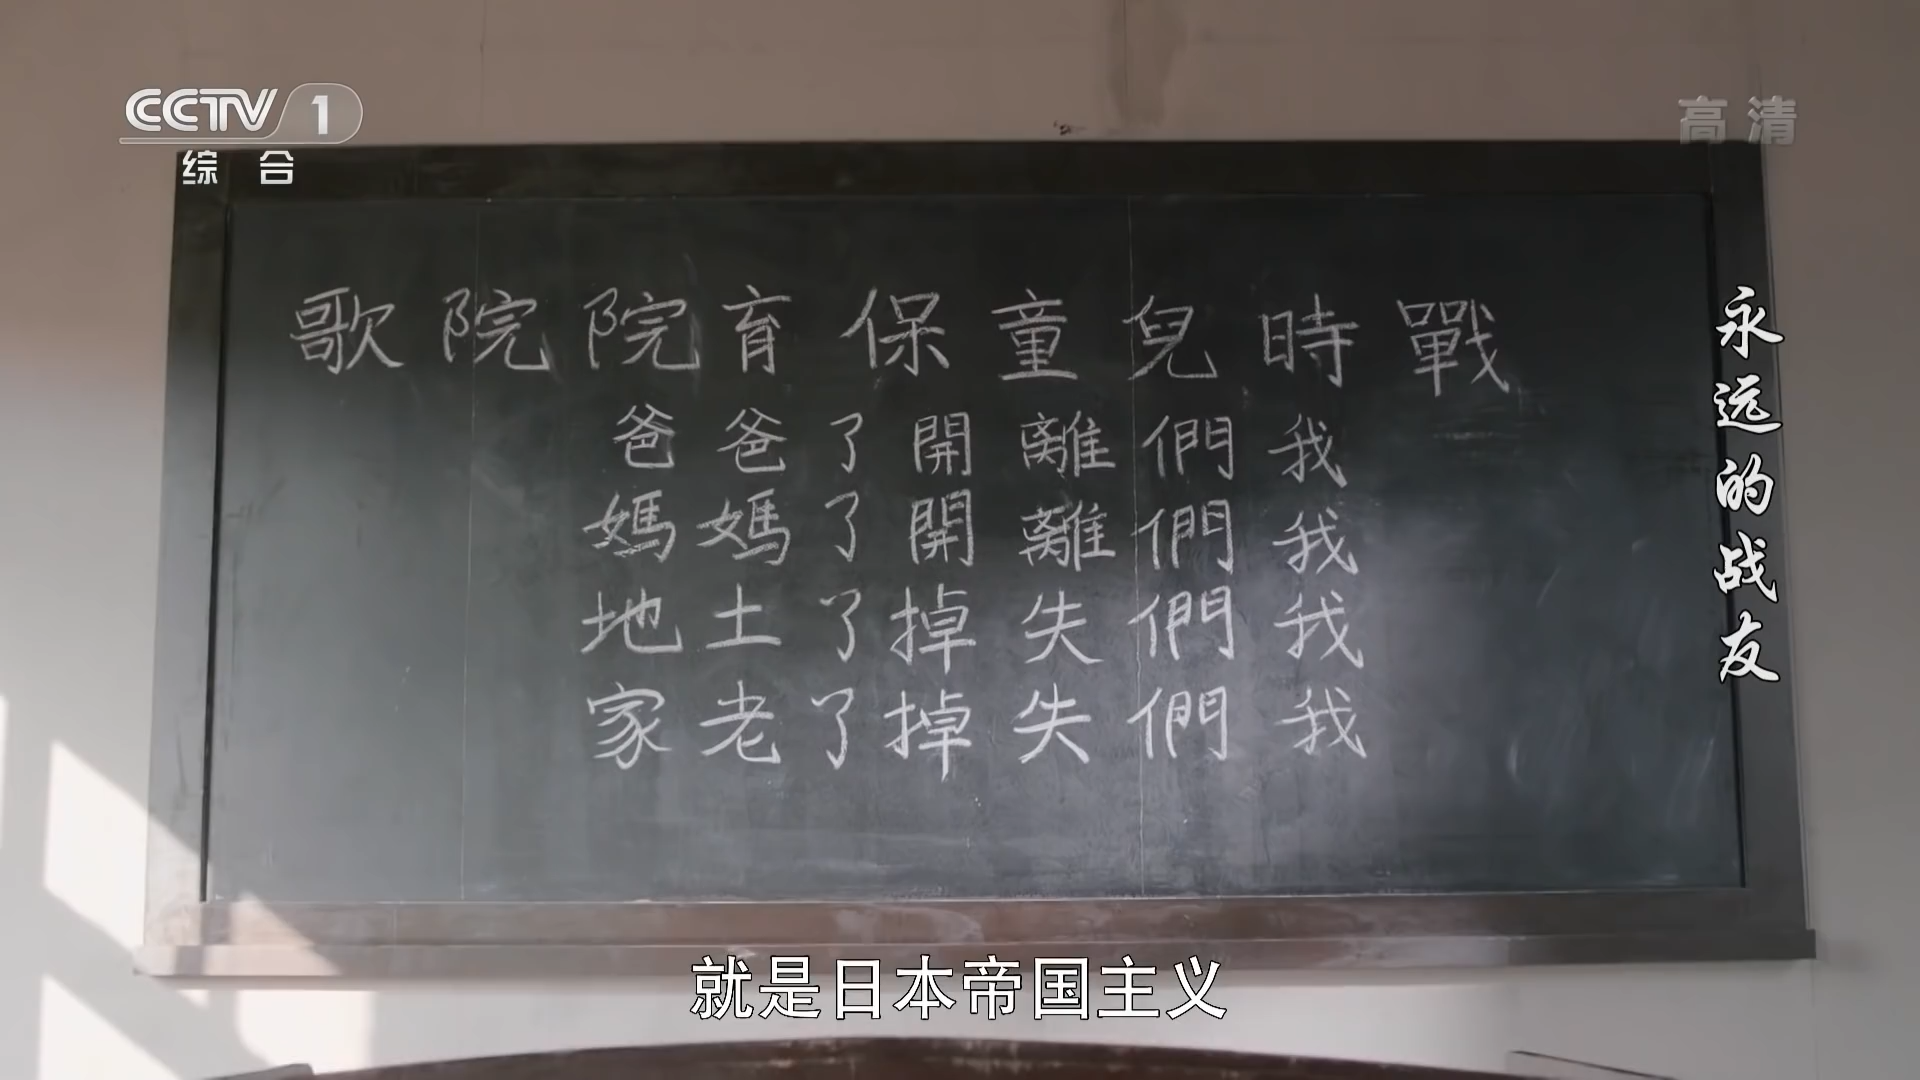 CCTV 1
综合
高清
戰時兒童保育院院歌
我們離開了爸爸
我們離開了媽媽
我們失掉了土地
我們失掉了老家
永远的战友
就是日本帝国主义